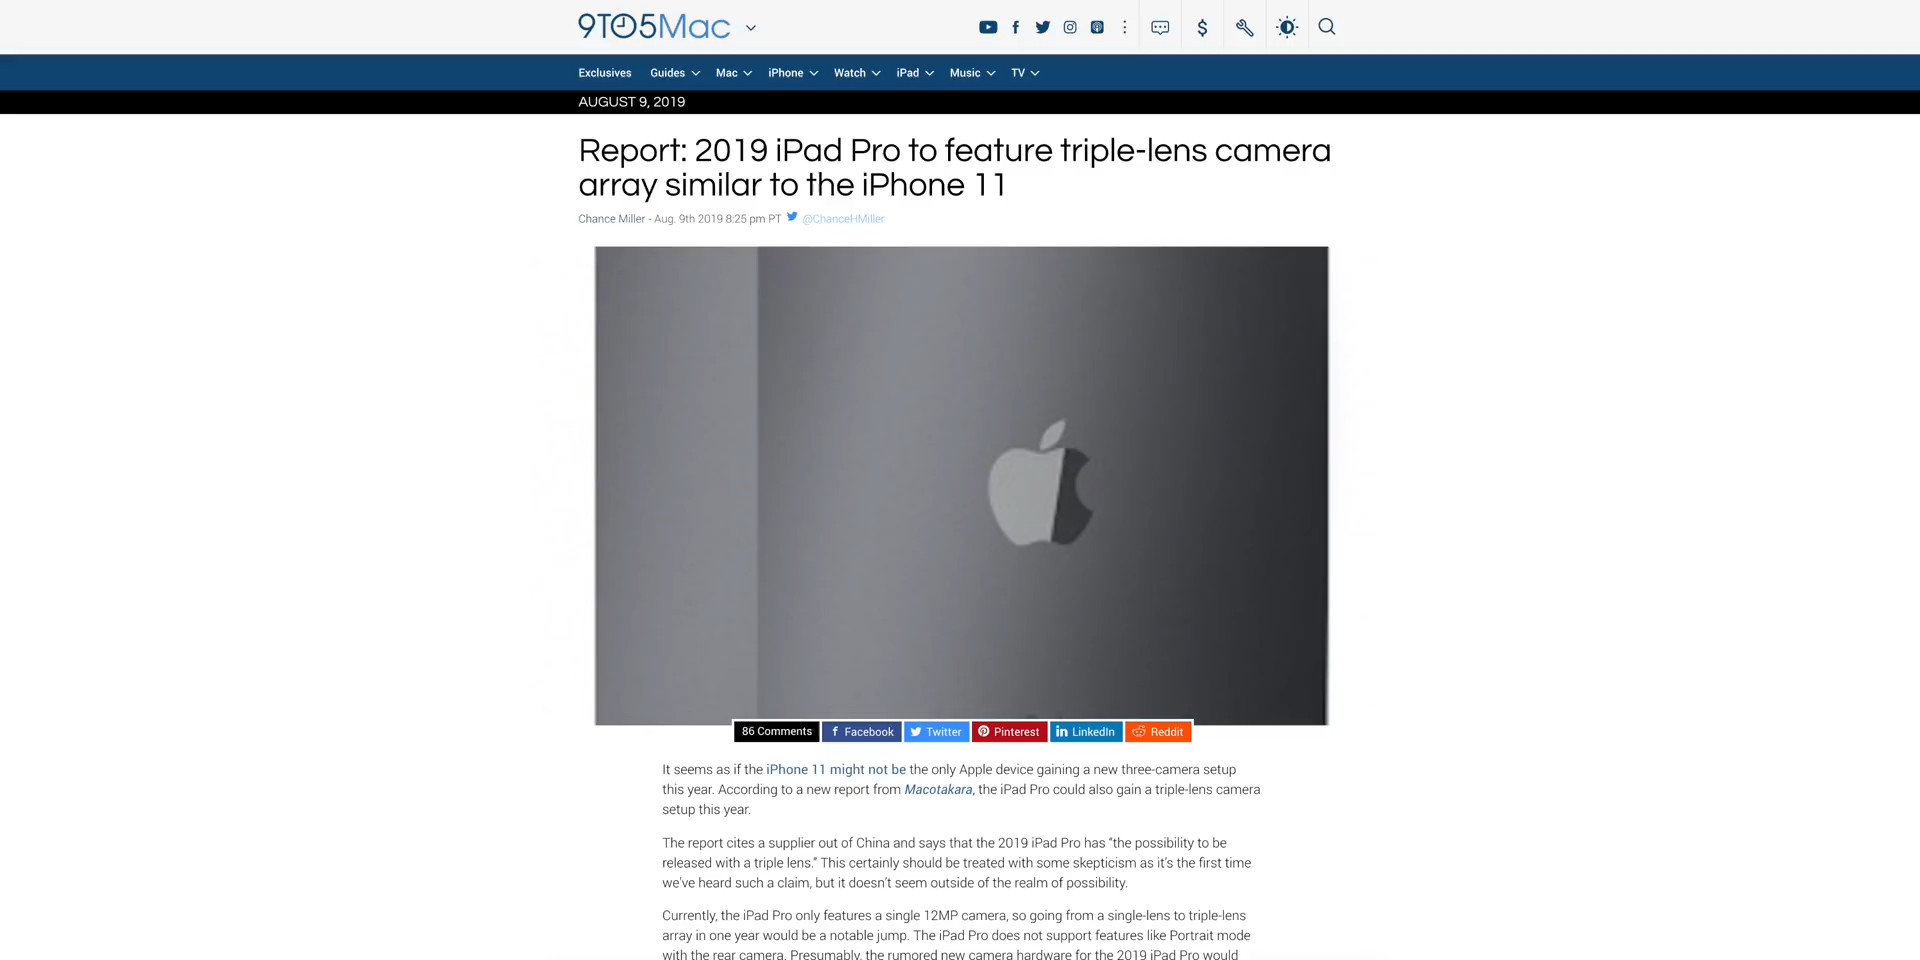 9TO5Mac
Exclusives Guides Mac iPhone Watch iPad Music TV
AUGUST 9, 2019
Report: 2019 iPad Pro to feature triple-lens camera
array similar to the iPhone 11
Chance Miller - Aug. 9th 2019 8:25 pm PT @ChanceHMiller
86 Comments Facebook Twitter Pinterest LinkedIn Reddit
It seems as if the iPhone 11 might not be the only Apple device gaining a new three-camera setup
this year. According to a new report from Macotakara, the iPad Pro could also gain a triple-lens camera
setup this year.
The report cites a supplier out of China and says that the 2019 iPad Pro has “the possibility to be
released with a triple lens.” This certainly should be treated with some skepticism as it’s the first time
we’ve heard such a claim, but it doesn’t seem outside of the realm of possibility.
Currently, the iPad Pro only features a single 12MP camera, so going from a single-lens to triple-lens
array in one year would be a notable jump. The iPad Pro does not support features like Portrait mode
with the rear camera. Presumably, the rumored new camera hardware for the 2019 iPad Pro would